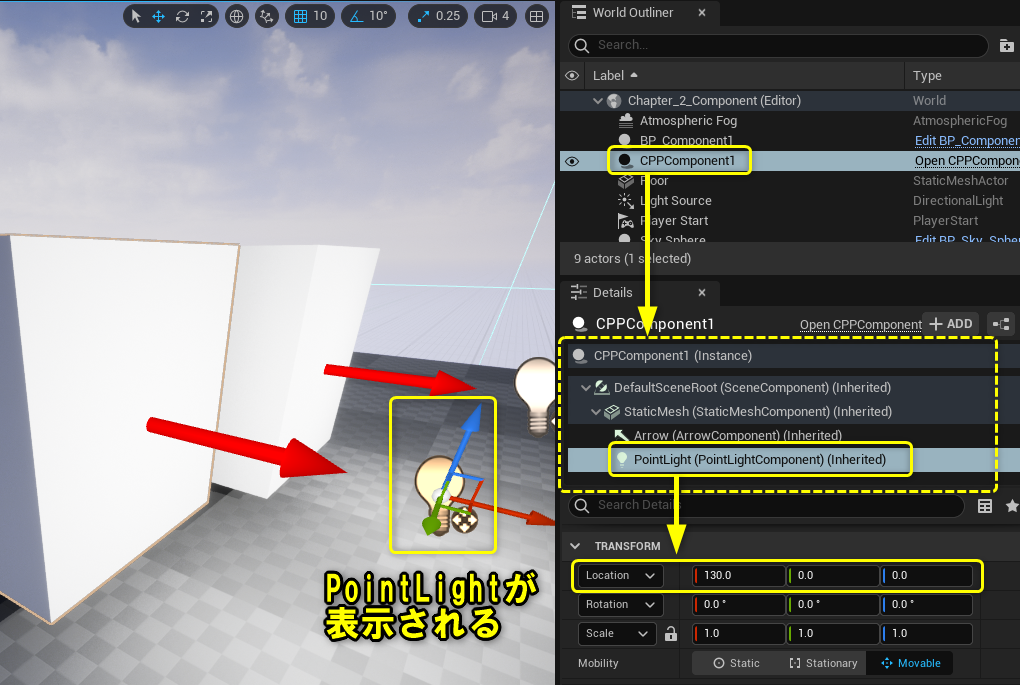 10
10°
0.25
4
World Outliner
Search...
Label
Type
Chapter_2_Component (Editor)
World
Atmospheric Fog
AtmosphericFog
BP_Component1
Edit BP_Componen
CPPComponent1
Open CPPCompon
Floor
StaticMeshActor
Light Source
DirectionalLight
Player Start
PlayerStart
Sky Sphere
Edit BP_Sky_Sphe
9 actors (1 selected)
Details
CPPComponent1
Open CPPComponent
ADD
CPPComponent1 (Instance)
DefaultSceneRoot (SceneComponent) (Inherited)
StaticMesh (StaticMeshComponent) (Inherited)
Arrow (ArrowComponent) (Inherited)
PointLight (PointLightComponent) (Inherited)
Search Details
TRANSFORM
Location
130.0
0.0
0.0
Rotation
0.0 °
0.0 °
0.0 °
Scale
1.0
1.0
1.0
Mobility
Static
Stationary
Movable
PointLightが
表示される